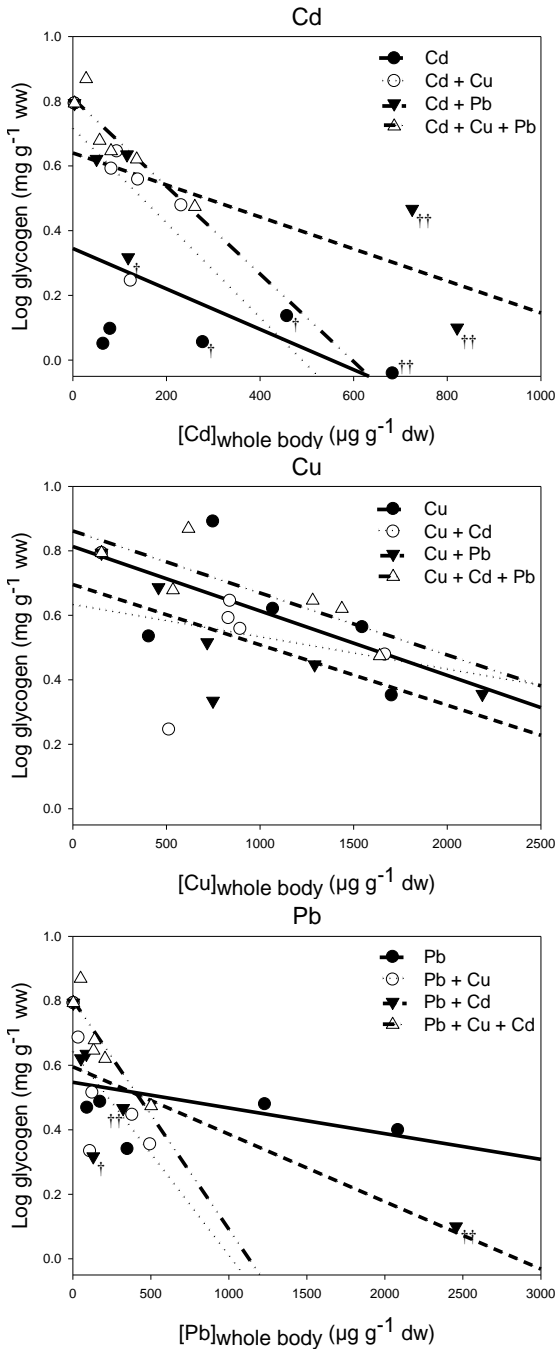 Cd
1.0
0.8
0.6
0.4
0.2
0.0
Log glycogen (mg g-1 ww)
Cd
Cd + Cu
Cd + Pb
Cd + Cu + Pb
††
†
†
†
††
††
0
200
400
600
800
1000
[Cd]whole body (µg g-1 dw)
Cu
1.0
0.8
0.6
0.4
0.2
0.0
Log glycogen (mg g-1 ww)
Cu
Cu + Cd
Cu + Pb
Cu + Cd + Pb
0
500
1000
1500
2000
2500
[Cu]whole body (µg g-1 dw)
Pb
1.0
0.8
0.6
0.4
0.2
0.0
Log glycogen (mg g-1 ww)
Pb
Pb + Cu
Pb + Cd
Pb + Cu + Cd
††
†
††
0
500
1000
1500
2000
2500
3000
[Pb]whole body (µg g-1 dw)